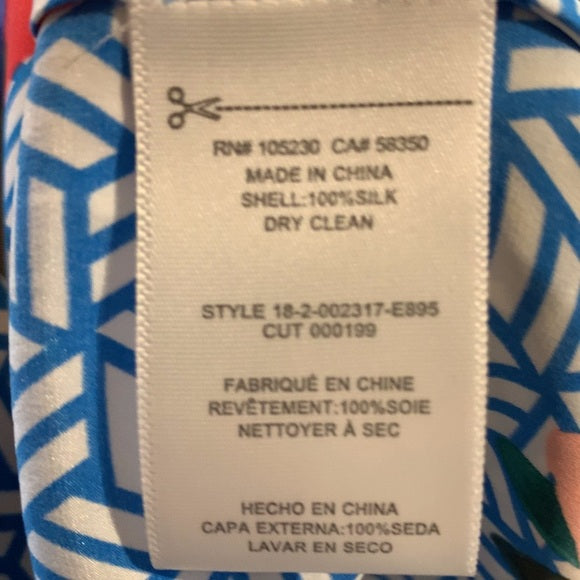 RN# 105230 CA# 58350
MADE IN CHINA
SHELL:100%SILK
DRY CLEAN
STYLE 18-2-002317-E895
CUT 000199
FABRIQUÉ EN CHINE
REVÊTEMENT:100%SOIE
NETTOYER À SEC
HECHO EN CHINA
CAPA EXTERNA:100%SEDA
LAVAR EN SECO